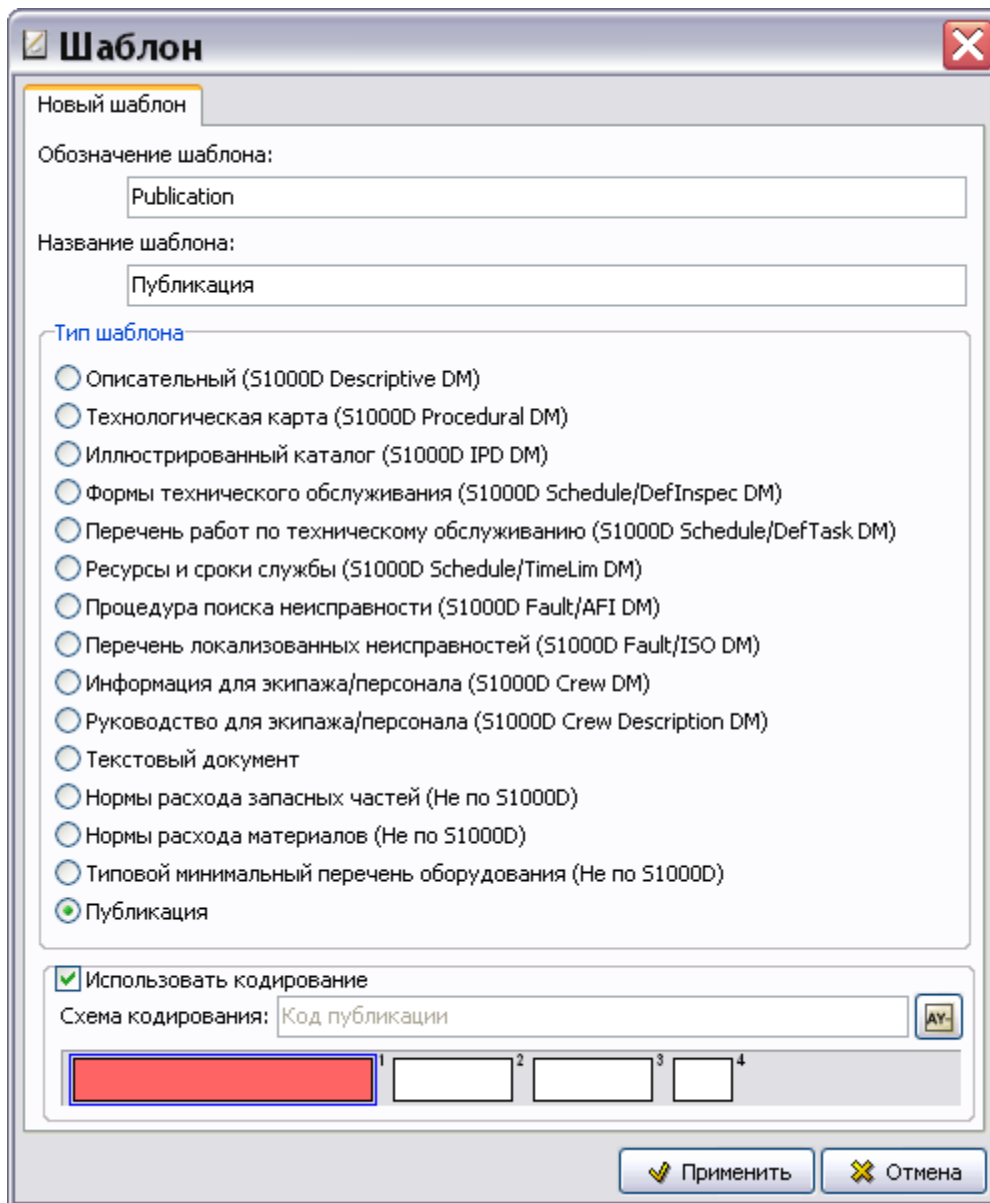 Шаблон
Новый шаблон
Обозначение шаблона:
Publication
Название шаблона:
Публикация
Тип шаблона
Описательный (S1000D Descriptive DM)
Технологическая карта (S1000D Procedural DM)
Иллюстрированный каталог (S1000D IPD DM)
Формы технического обслуживания (S1000D Schedule/DefInspec DM)
Перечень работ по техническому обслуживанию (S1000D Schedule/DefTask DM)
Ресурсы и сроки службы (S1000D Schedule/TimeLim DM)
Процедура поиска неисправности (S1000D Fault/AFI DM)
Перечень локализованных неисправностей (S1000D Fault/ISO DM)
Информация для экипажа/персонала (S1000D Crew DM)
Руководство для экипажа/персонала (S1000D Crew Description DM)
Текстовый документ
Нормы расхода запасных частей (Не по S1000D)
Нормы расхода материалов (Не по S1000D)
Типовой минимальный перечень оборудования (Не по S1000D)
Публикация
Использовать кодирование
Схема кодирования: Код публикации AY-
1 2 3 4
Применить Отмена